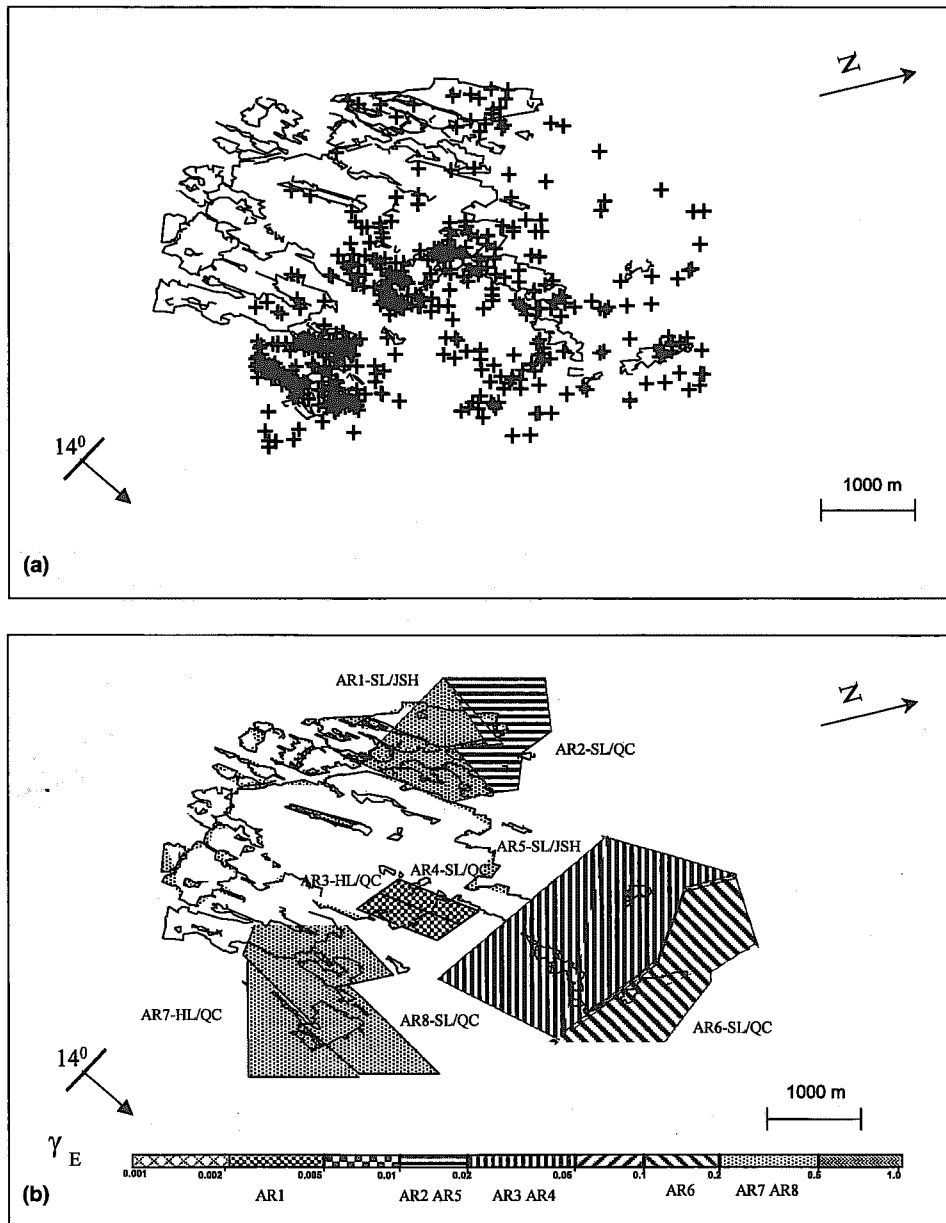 N
14⁰
1000 m
(a)
AR1-SL/JSH
N
AR2-SL/QC
AR5-SL/JSH
AR3-HL/QC AR4-SL/QC
AR7-HL/QC
AR8-SL/QC
AR6-SL/QC
14⁰
1000 m
γ E
0.001 0.002 0.005 0.01 0.02 0.05 0.1 0.2 0.5 1.0
(b) AR1 AR2 AR5 AR3 AR4 AR6 AR7 AR8